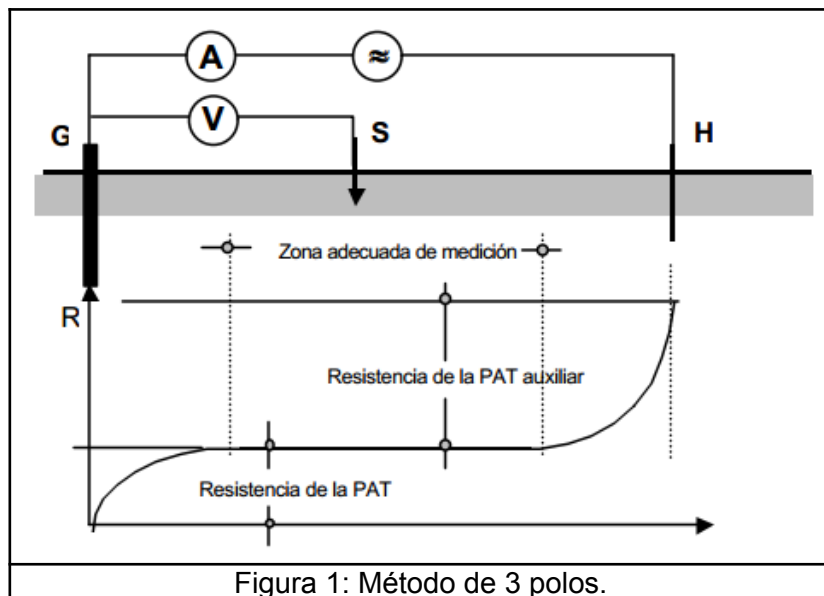 A ≈
V
G S H
Zona adecuada de medición
R
Resistencia de la PAT auxiliar
Resistencia de la PAT
Figura 1: Método de 3 polos.